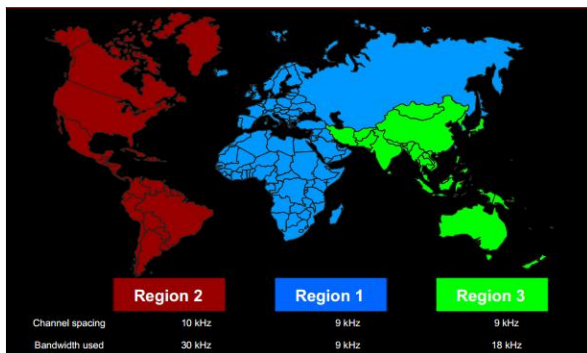 Region 2 Region 1 Region 3
Channel spacing 10 kHz 9 kHz 9 kHz
Bandwidth used 30 kHz 9 kHz 18 kHz